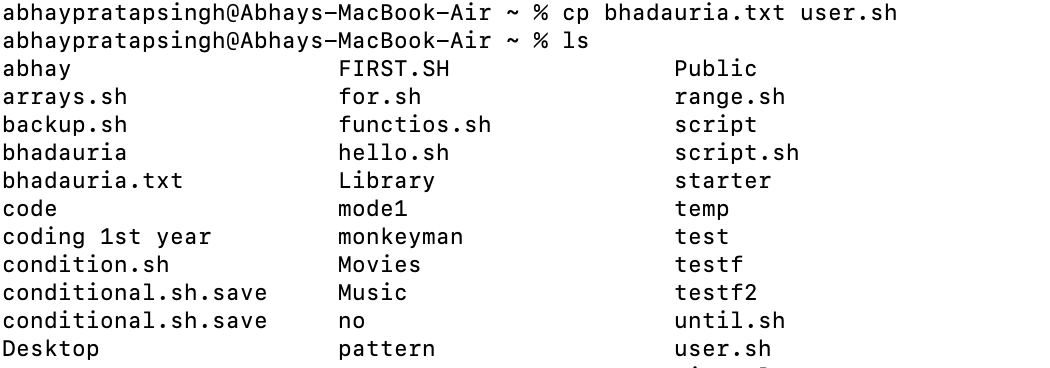 abhaypratapsingh@Abhays-MacBook-Air ~ % cp bhadauria.txt user.sh
abhaypratapsingh@Abhays-MacBook-Air ~ % ls
abhay FIRST.SH Public
arrays.sh for.sh range.sh
backup.sh functios.sh script
bhadauria hello.sh script.sh
bhadauria.txt Library starter
code mode1 temp
coding 1st year monkeyman test
condition.sh Movies testf
conditional.sh.save Music testf2
conditional.sh.save no until.sh
Desktop pattern user.sh